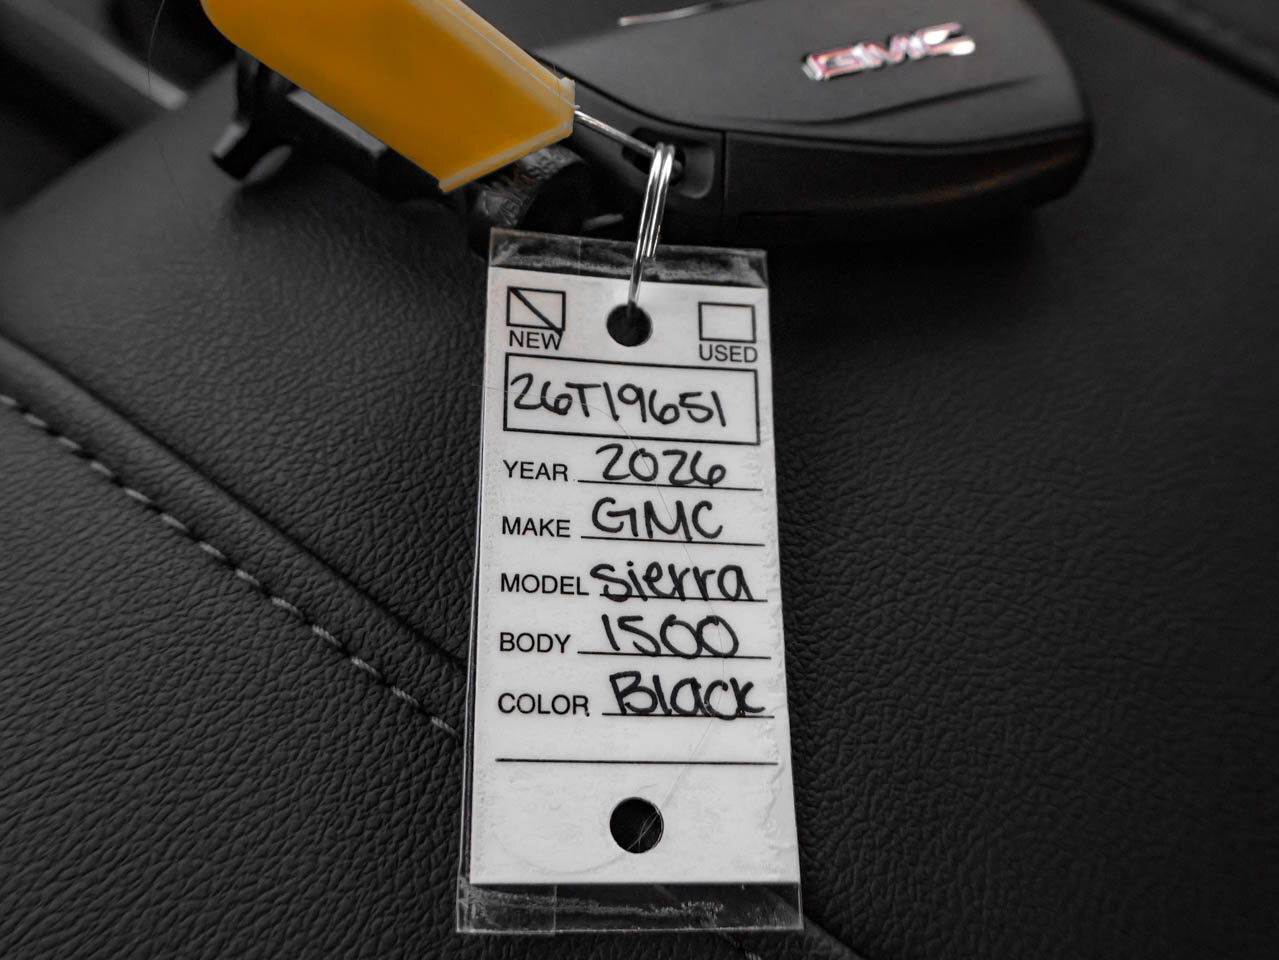 GMC
NEW USED
26T19651
YEAR 2026
MAKE GMC
MODEL sierra
BODY 1500
COLOR Black